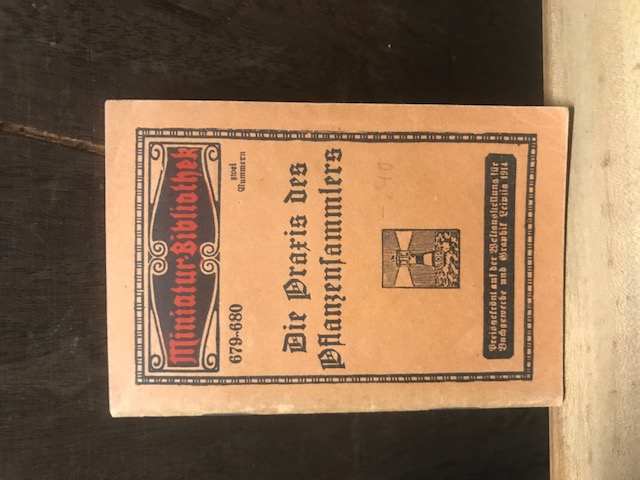 Miniatur-Bibliothek
679-680
zwei
Nummern
Die Praxis des
Pflanzensammlers
Preisgekrönt auf der Weltausstellung für
Buchgewerbe und Graphik Leipzig 1914